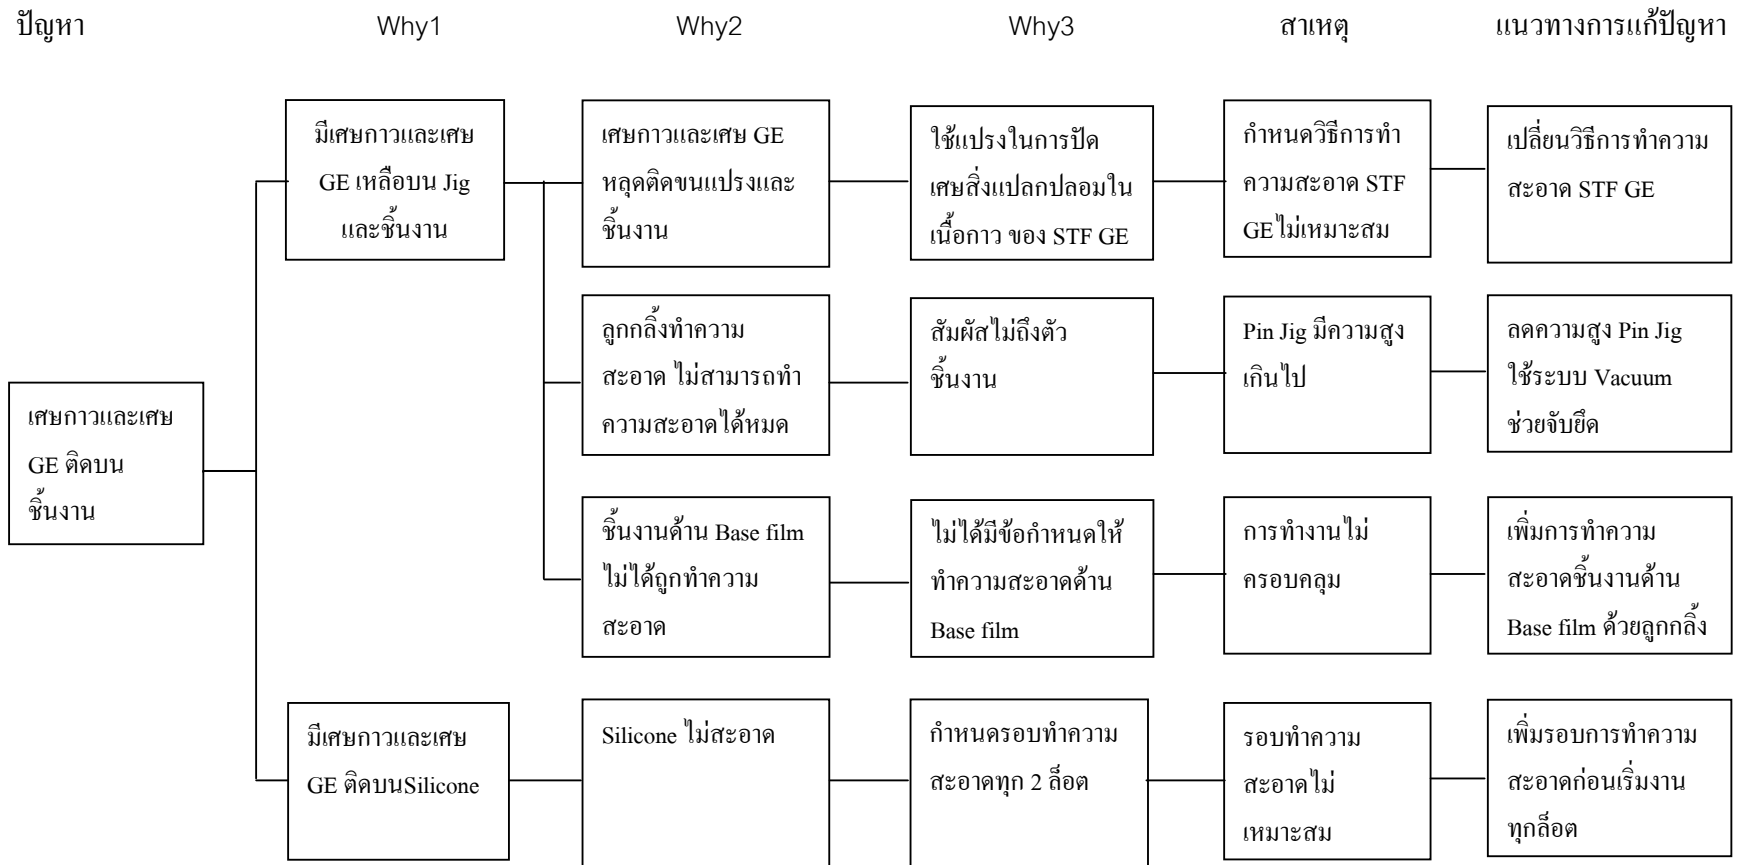 ปัญหา Why1 Why2 Why3 สาเหตุ แนวทางการแก้ปัญหา
เศษกาวและเศษ
GE ติดบน
ชิ้นงาน
มีเศษกาวและเศษ
GE เหลือบน Jig
และชิ้นงาน
เศษกาวและเศษ GE
หลุดติดขนแปรงและ
ชิ้นงาน
ใช้แปรงในการปัด
เศษสิ่งแปลกปลอมใน
เนื้อกาว ของ STF GE
กำหนดวิธีการทำ
ความสะอาด STF
GEไม่เหมาะสม
เปลี่ยนวิธีการทำความ
สะอาด STF GE
ลูกกลิ้งทำความ
สะอาด ไม่สามารถทำ
ความสะอาดได้หมด
สัมผัสไม่ถึงตัว
ชิ้นงาน
Pin Jig มีความสูง
เกินไป
ลดความสูง Pin Jig
ใช้ระบบ Vacuum
ช่วยจับยึด
ชิ้นงานด้าน Base film
ไม่ได้ถูกทำความ
สะอาด
ไม่ได้มีข้อกำหนดให้
ทำความสะอาดด้าน
Base film
การทำงานไม่
ครอบคลุม
เพิ่มการทำความ
สะอาดชิ้นงานด้าน
Base film ด้วยลูกกลิ้ง
มีเศษกาวและเศษ
GE ติดบนSilicone
Silicone ไม่สะอาด
กำหนดรอบทำความ
สะอาดทุก 2 ล็อต
รอบทำความ
สะอาดไม่
เหมาะสม
เพิ่มรอบการทำความ
สะอาดก่อนเริ่มงาน
ทุกล็อต